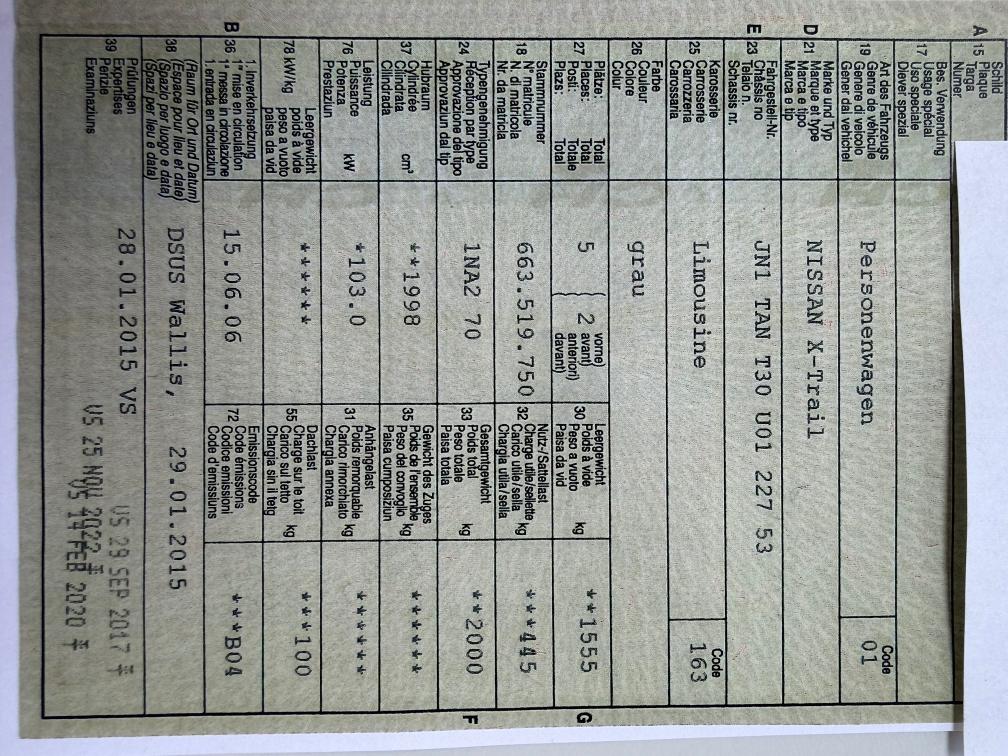 A 15 Schild
Plaque
Targa
Numer
17 Bes. Verwendung
Usage spécial
Uso speciale
Diever spezial
19 Art des Fahrzeugs
Genre de véhicule
Genere di veicolo
Gener dal vehichel
Personenwagen
Code
01
D 21 Marke und Typ
Marque et type
Marca e tipo
Marca e tip
NISSAN X-Trail
E 23 Fahrgestell-Nr.
Châssis no
Telaio n.
Schassis nr.
JN1 TAN T30 U01 227 53
25 Karosserie
Carrosserie
Carrozzeria
Carossaria
Limousine
Code
163
26 Farbe
Couleur
Colore
Colur
grau
27 Plätze: Total
Places: Total
Posti: Totale
Plazs: Total
5 2 vorne)
avant)
anteriori)
davant)
30 Leergewicht
Poids à vide
Peso a vuoto
Paisa da vid
kg
**1555
G
18 Stammnummer
N° matricule
N. di matricola
Nr. da matricla
663.519.750
32 Nutz-/Sattellast
Charge utile/sellette
Carico utile/sella
Chargia utila/sella
kg
***445
24 Typengenehmigung
Réception par type
Approvazione del tipo
Approvaziun dal tip
1NA2 70
33 Gesamtgewicht
Poids total
Peso totale
Paisa totala
kg
**2000
F
37 Hubraum
Cylindrée
Cilindrata
Cilindrada
cm³
**1998
35 Gewicht des Zuges
Poids de l'ensemble
Peso del convoglio
Paisa cumposiziun
kg
******
76 Leistung
Puissance
Potenza
Prestaziun
kW
*103.0
31 Anhängelast
Poids remorquable
Carico rimorchiato
Chargia annexa
kg
******
78 kW/kg Leergewicht
poids à vide
peso a vuoto
paisa da vid
******
55 Dachlast
Charge sur le toit
Carico sul tetto
Chargia sin il tetg
kg
***100
B 36 1. Inverkehrsetzung
1re mise en circulation
1a messa in circolazione
1. entrada en circulaziun
15.06.06
72 Emissionscode
Code émissions
Codice emissioni
Code d'emissiuns
***B04
38 (Raum für Ort und Datum)
(Espace pour lieu et date)
(Spazio per luogo e data)
(Spazi per lieu e data)
DSUS Wallis, 29.01.2015
39 Prüfungen
Expertises
Perizie
Examinaziuns
28.01.2015 VS
VS 29 SEP 2017
VS 25 NOV 2022
VS 14 FEB 2020